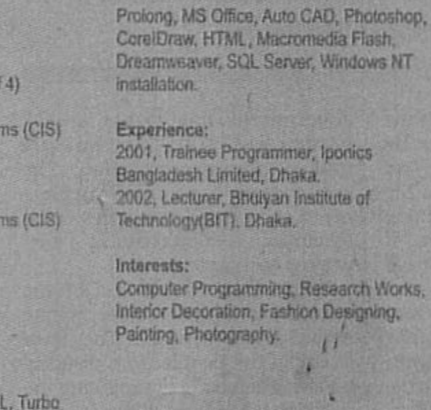 f 4)
ms (CIS)
ms (CIS)
L, Turbo
Prolong, MS Office, Auto CAD, Photoshop,
CorelDraw, HTML, Macromedia Flash,
Dreamweaver, SQL Server, Windows NT
installation.
Experience:
2001, Trainee Programmer, Iponics
Bangladesh Limited, Dhaka.
2002, Lecturer, Bhuiyan Institute of
Technology(BIT). Dhaka.
Interests:
Computer Programming, Research Works,
Interior Decoration, Fashion Designing,
Painting, Photography.